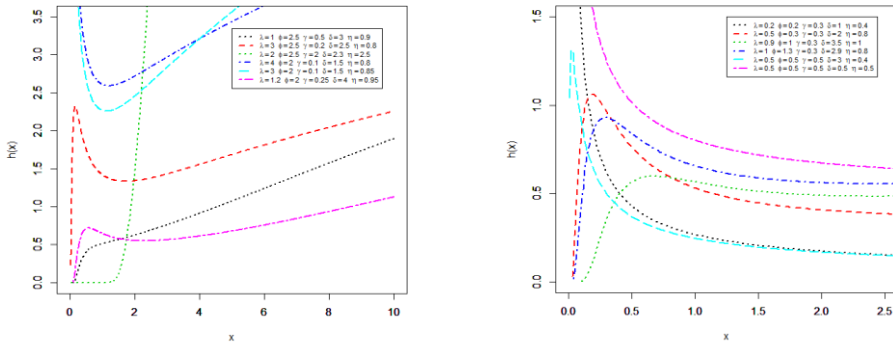 h(x)
3.5
3.0
2.5
2.0
1.5
1.0
0.5
0.0
λ=1 ϕ=2.5 γ=0.5 δ=3 η=0.9
λ=3 ϕ=2.5 γ=0.2 δ=2.5 η=0.8
λ=2 ϕ=2.5 γ=2 δ=2.3 η=2.5
λ=4 ϕ=2 γ=0.1 δ=1.5 η=0.8
λ=3 ϕ=2 γ=0.1 δ=1.5 η=0.85
λ=1.2 ϕ=2 γ=0.25 δ=4 η=0.95
0 2 4 6 8 10
x
h(x)
1.5
1.0
0.5
0.0
λ=0.2 ϕ=0.2 γ=0.3 δ=1 η=0.4
λ=0.5 ϕ=0.3 γ=0.3 δ=2 η=0.8
λ=0.9 ϕ=1 γ=0.3 δ=3.5 η=1
λ=1 ϕ=1.3 γ=0.3 δ=2.9 η=0.8
λ=0.5 ϕ=0.5 γ=0.5 δ=3 η=0.4
λ=0.5 ϕ=0.5 γ=0.5 δ=0.5 η=0.5
0.0 0.5 1.0 1.5 2.0 2.5
x